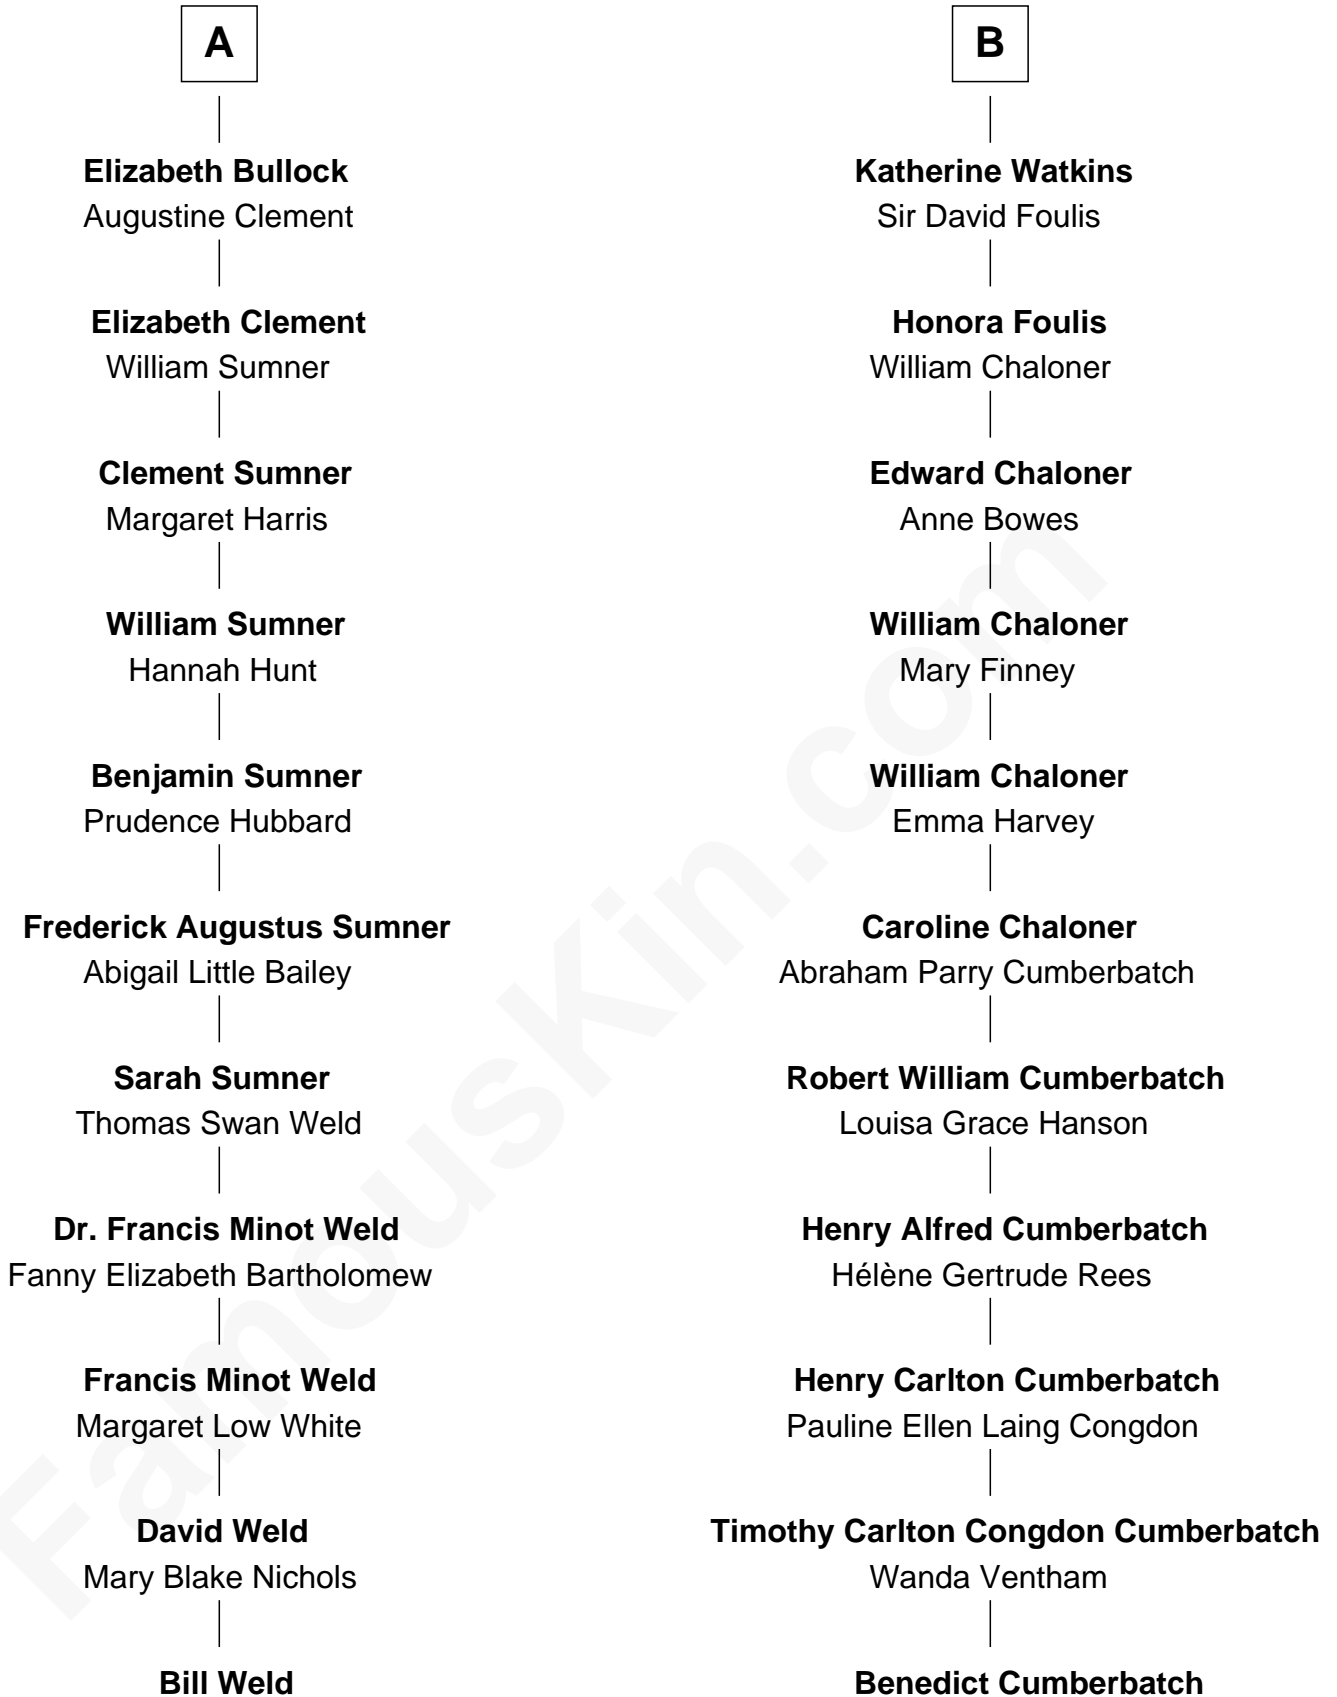 A
Elizabeth Bullock
Augustine Clement
Elizabeth Clement
William Sumner
Clement Sumner
Margaret Harris
William Sumner
Hannah Hunt
Benjamin Sumner
Prudence Hubbard
Frederick Augustus Sumner
Abigail Little Bailey
Sarah Sumner
Thomas Swan Weld
Dr. Francis Minot Weld
Fanny Elizabeth Bartholomew
Francis Minot Weld
Margaret Low White
David Weld
Mary Blake Nichols
Bill Weld
B
Katherine Watkins
Sir David Foulis
Honora Foulis
William Chaloner
Edward Chaloner
Anne Bowes
William Chaloner
Mary Finney
William Chaloner
Emma Harvey
Caroline Chaloner
Abraham Parry Cumberbatch
Robert William Cumberbatch
Louisa Grace Hanson
Henry Alfred Cumberbatch
Hélène Gertrude Rees
Henry Carlton Cumberbatch
Pauline Ellen Laing Congdon
Timothy Carlton Congdon Cumberbatch
Wanda Ventham
Benedict Cumberbatch
FamousKin.com